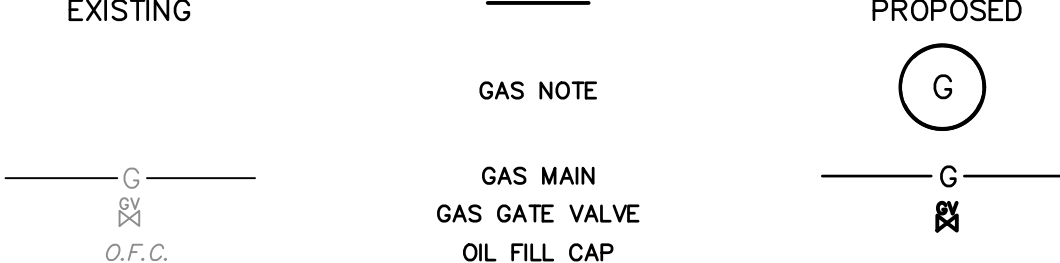 EXISTING PROPOSED
GAS NOTE G
G GAS MAIN G
GV GAS GATE VALVE GV
O.F.C. OIL FILL CAP